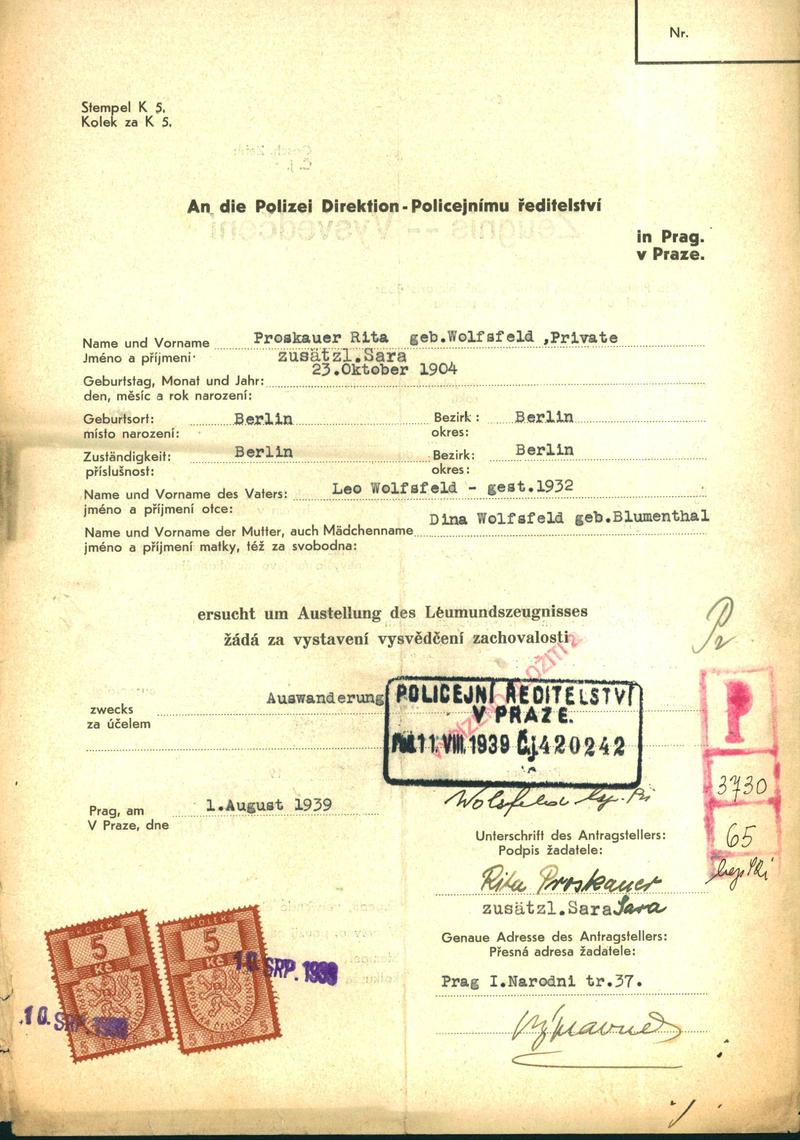 Nr.
Stempel K 5.
Kolek za K 5.
An die Polizei Direktion - Policejnímu ředitelství
in Prag.
v Praze.
Name und Vorname Proskauer Rita geb.Wolfsfeld ,Private
Jméno a příjmeni zusätzl.Sara
Geburtstag, Monat und Jahr: 23.Oktober 1904
den, měsíc a rok narození:
Geburtsort: Berlin Bezirk : Berlin
místo narození: okres:
Zuständigkeit: Berlin Bezirk: Berlin
příslušnost: okres:
Name und Vorname des Vaters: Leo Wolfsfeld - gest.1932
jméno a příjmení otce:
Name und Vorname der Mutter, auch Mädchenname Dina Wolfsfeld geb.Blumenthal
jméno a příjmení matky, též za svobodna:
ersucht um Austellung des Léumundszeugnisses
žádá za vystavení vysvědčení zachovalosti
zwecks Auswanderung
za účelem
POLICEJNÍ ŘEDITELSTVÍ
V PRAZE.
11. VIII. 1939 Čj. 420242
P
3730
65
Prag, am 1.August 1939
V Praze, dne
Unterschrift des Antragstellers:
Podpis žadatele:
Rita Proskauer
zusätzl.Sara Sara
Genaue Adresse des Antragstellers:
Přesná adresa žadatele:
Prag I.Narodni tr.37.
KOLEK
5
Kč
KOLEK
5
Kč
10. SRP. 1939
10. SRP. 1939